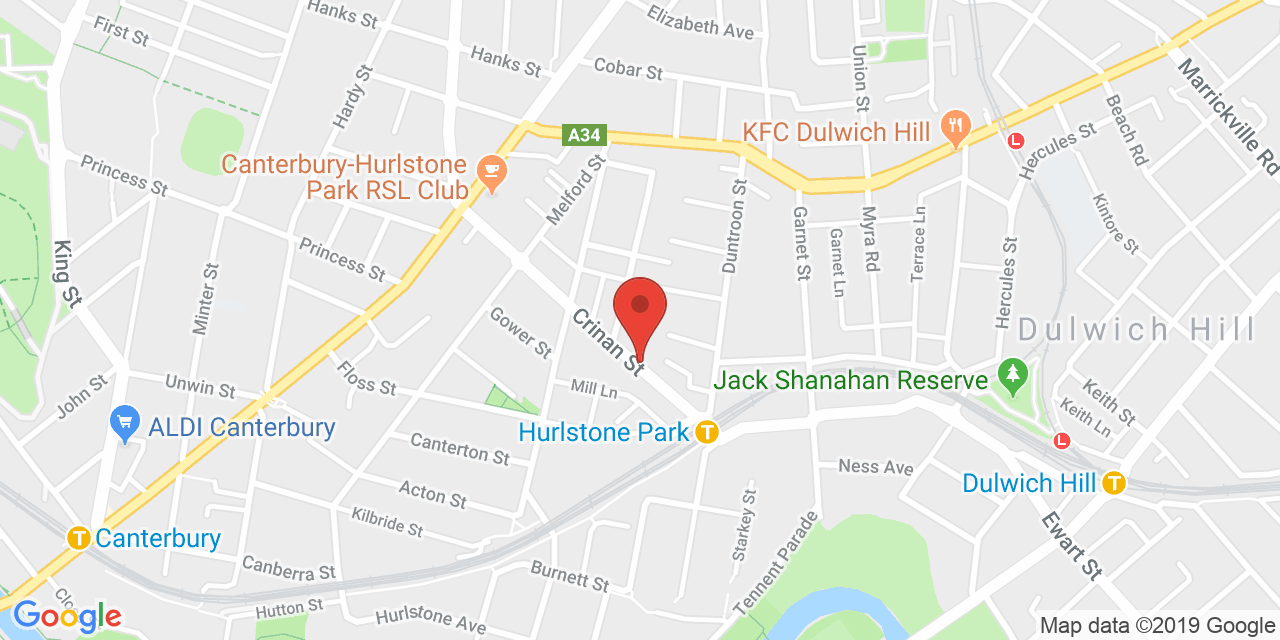 Hanks St
First St
Elizabeth Ave
Hanks St
Cobar St
Union St
Marrickville Rd
Hardy St
Beach Rd
A34
KFC Dulwich Hill
L
Hercules St
Canterbury-Hurlstone
Park RSL Club
Princess St
Melford St
Duntroon St
Garnet St
Garnet Ln
Myra Rd
Terrace Ln
Kintore St
King St
Princess St
Minter St
Hercules St
Gower St
Crinan St
Dulwich Hill
John St
Unwin St
Floss St
Mill Ln
Jack Shanahan Reserve
Keith St
Keith Ln
ALDI Canterbury
Hurlstone Park
T
L
Canterton St
Ness Ave
Acton St
Dulwich Hill
T
Kilbride St
Starkey St
T
Canterbury
Tennent Parade
Ewart St
Canberra St
Burnett St
Hutton St
Hurlstone Ave
Google
Map data ©2019 Google